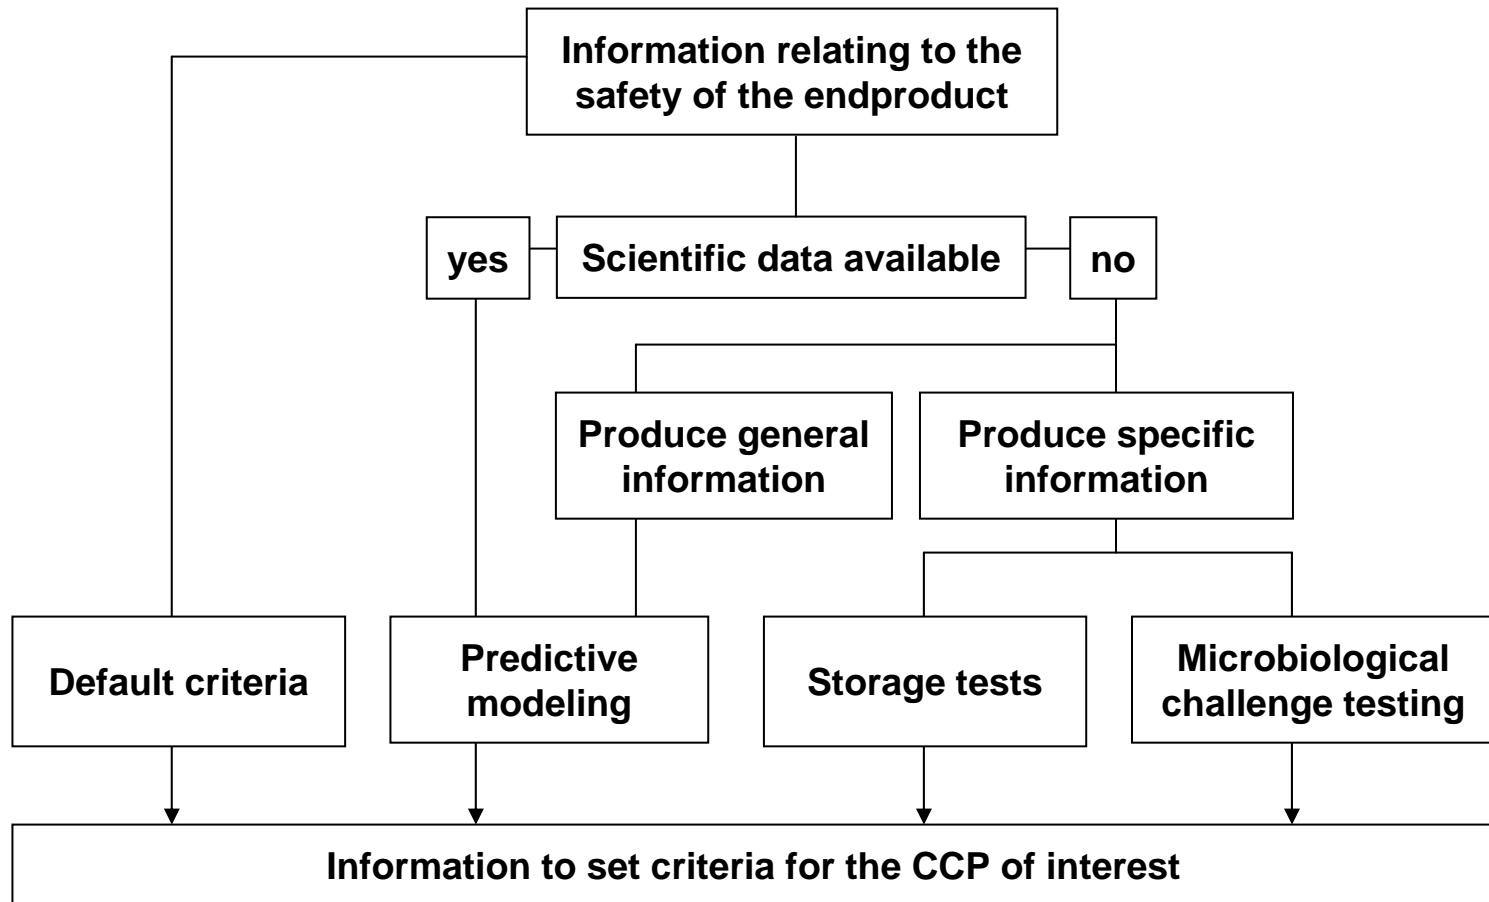 Information relating to the
safety of the endproduct
yes
Scientific data available
no
Produce general
information
Produce specific
information
Default criteria
Predictive
modeling
Storage tests
Microbiological
challenge testing
Information to set criteria for the CCP of interest